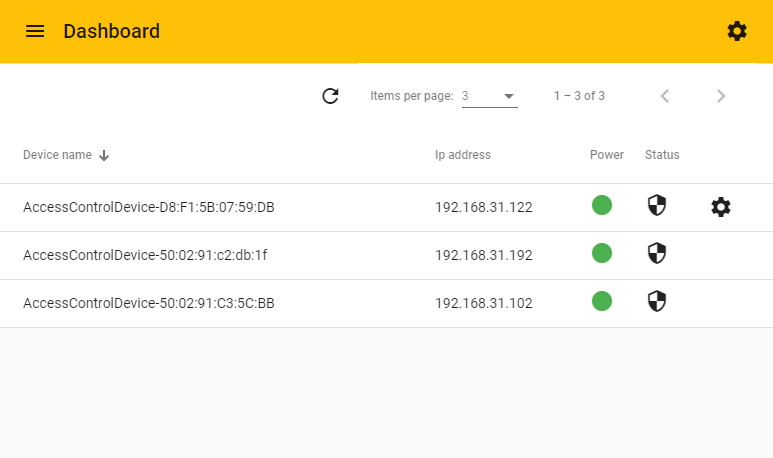 Dashboard
Items per page: 3 1 – 3 of 3
Device name Ip address Power Status
AccessControlDevice-D8:F1:5B:07:59:DB 192.168.31.122
AccessControlDevice-50:02:91:c2:db:1f 192.168.31.192
AccessControlDevice-50:02:91:C3:5C:BB 192.168.31.102